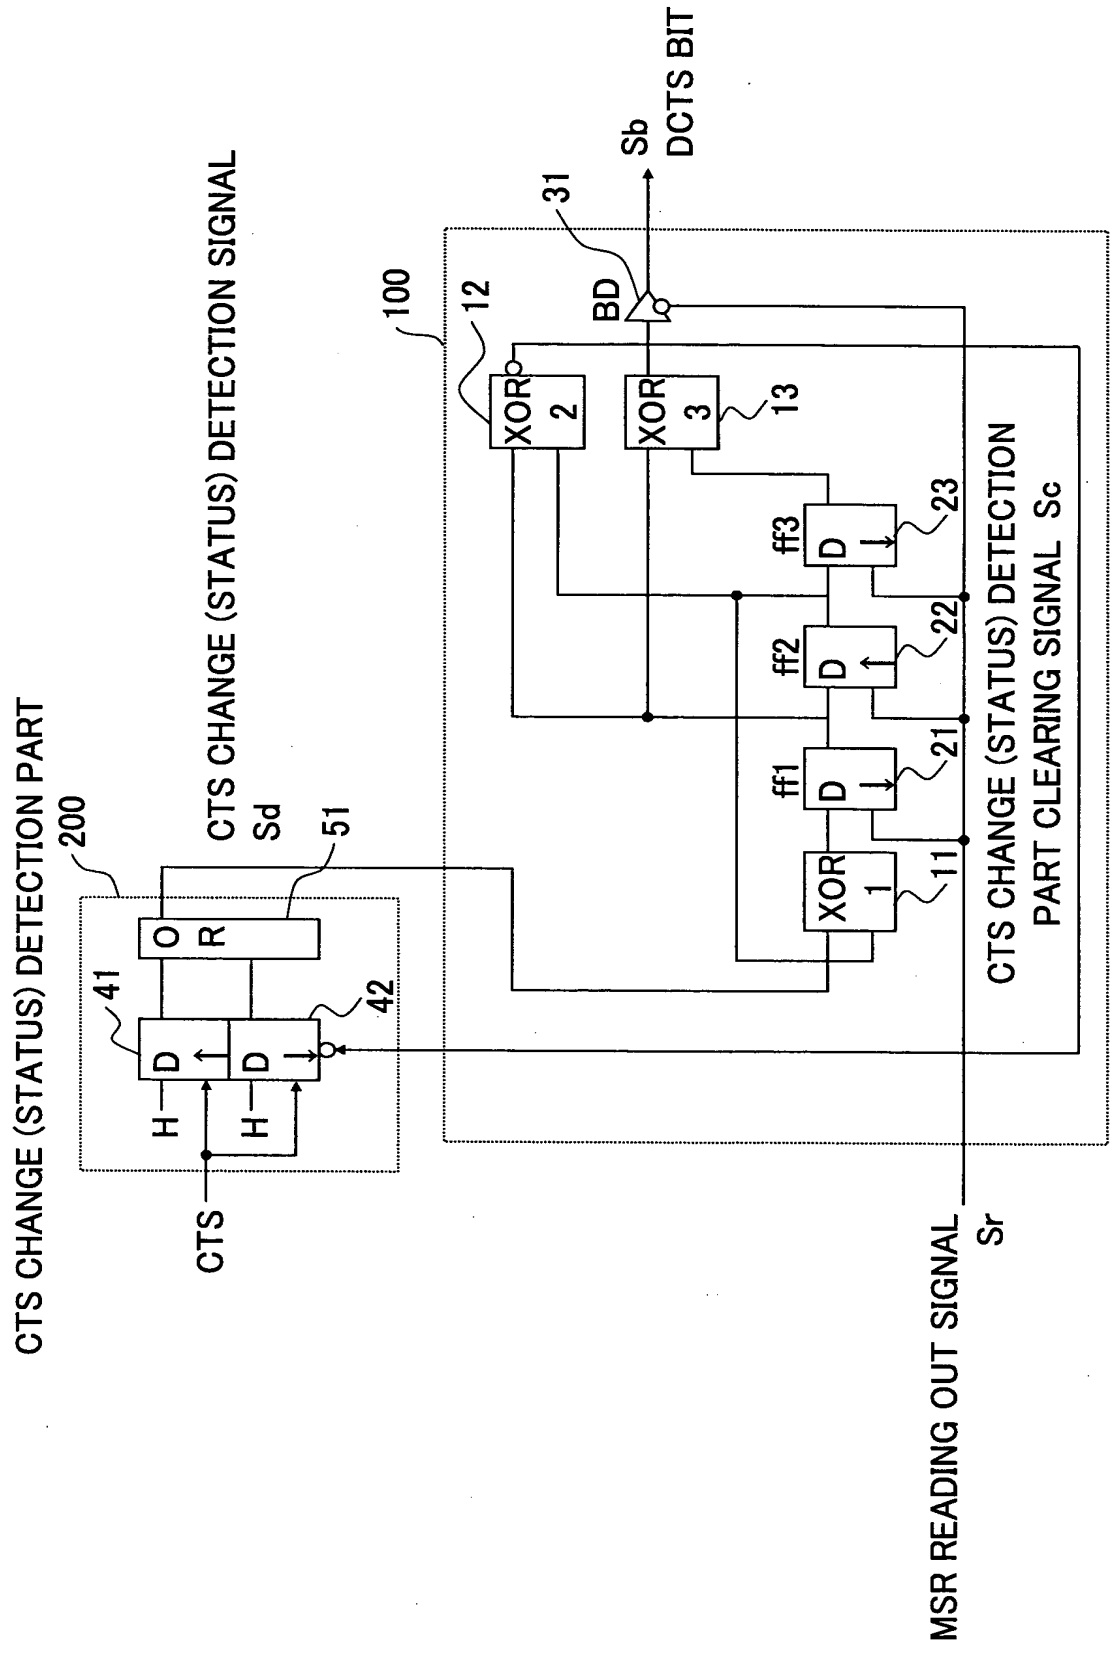 CTS CHANGE (STATUS) DETECTION PART
200
41
H
D
H
D
42
O
R
51
CTS
CTS CHANGE (STATUS) DETECTION SIGNAL
Sd
100
12
XOR
2
BD
31
Sb
DCTS BIT
XOR
3
13
XOR
1
11
ff1
D
21
ff2
D
22
ff3
D
23
CTS CHANGE (STATUS) DETECTION
PART CLEARING SIGNAL Sc
MSR READING OUT SIGNAL
Sr